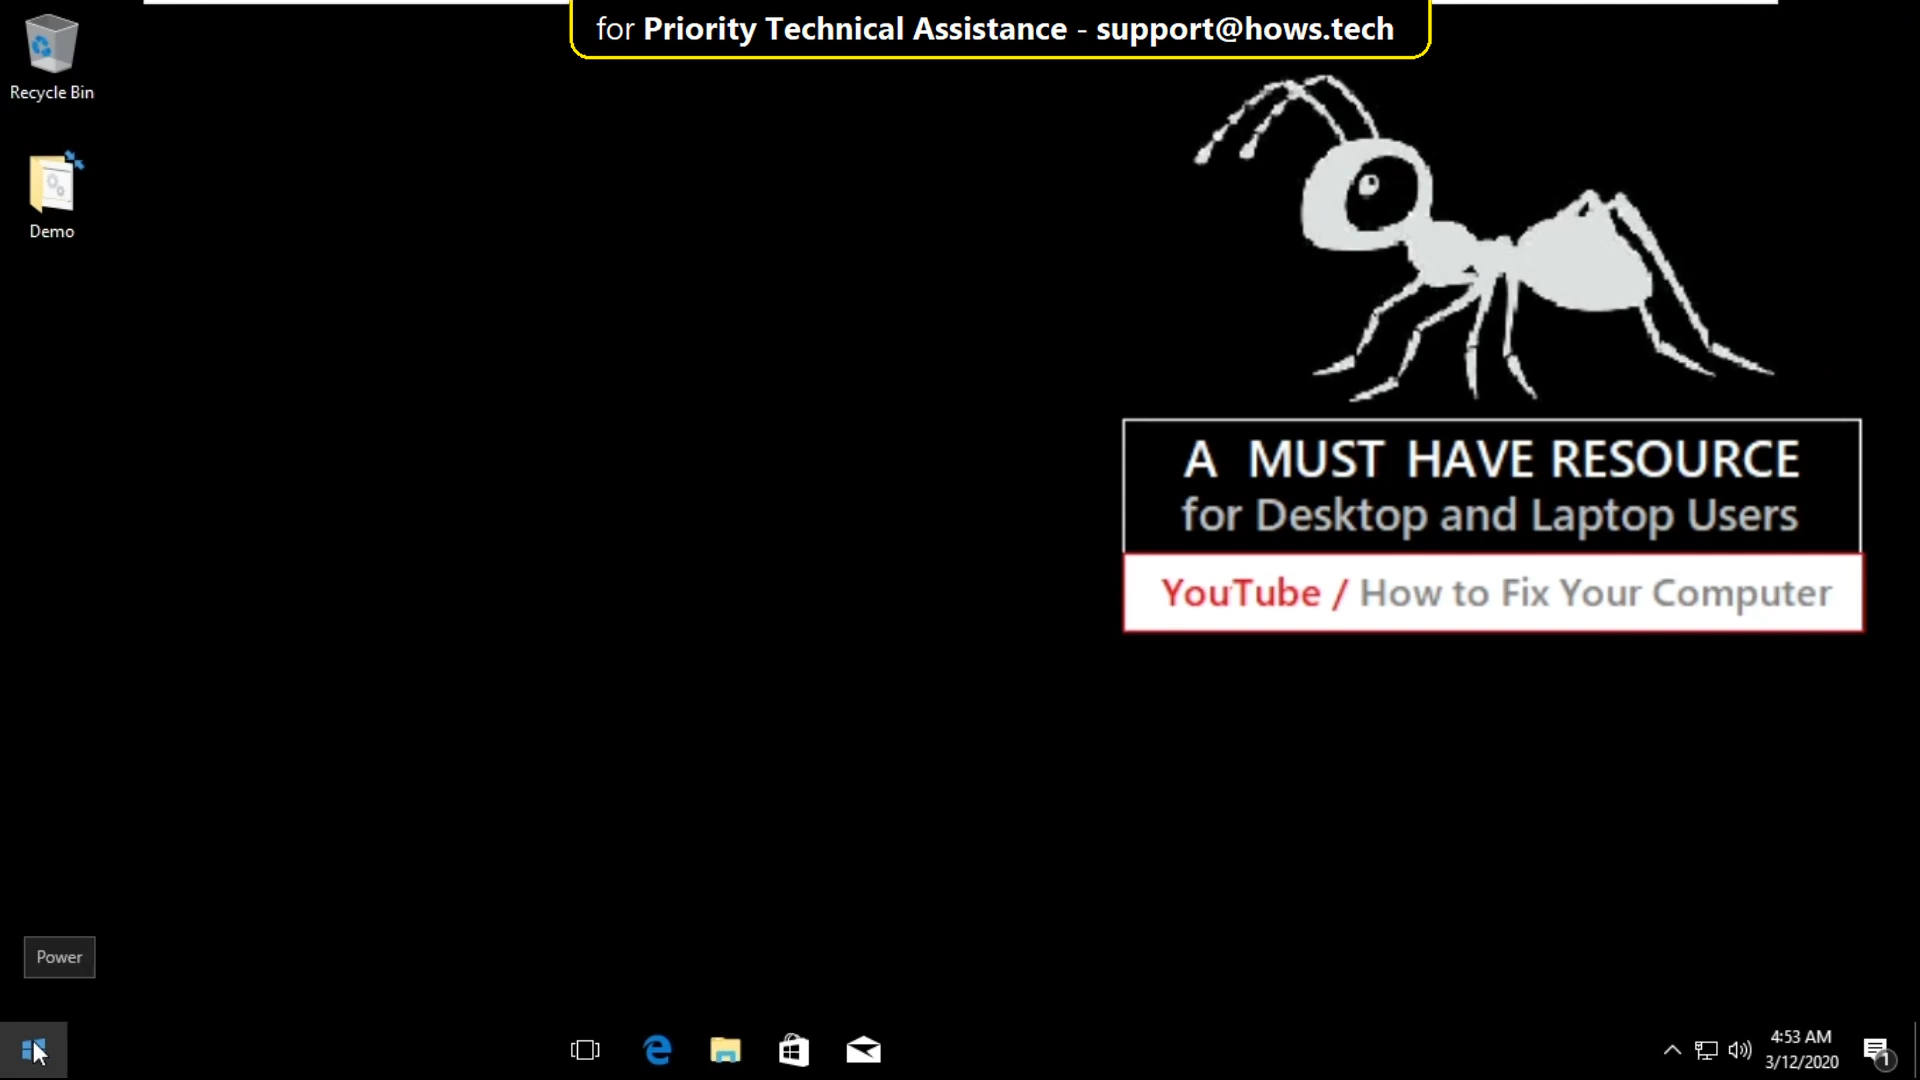 for Priority Technical Assistance - support@hows.tech
Recycle Bin
Demo
A MUST HAVE RESOURCE
for Desktop and Laptop Users
YouTube / How to Fix Your Computer
Power
4:53 AM
3/12/2020
1